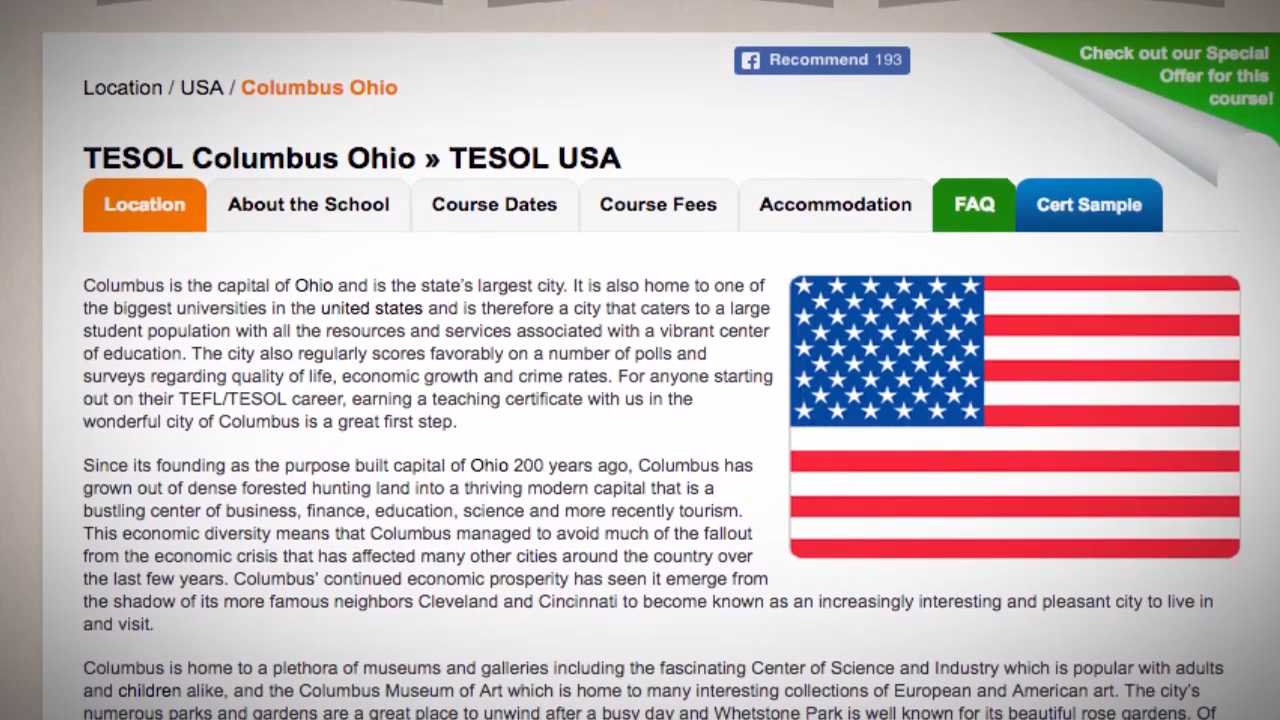 Recommend 193
Check out our Special
Offer for this
course!
Location / USA / Columbus Ohio
TESOL Columbus Ohio » TESOL USA
Location About the School Course Dates Course Fees Accommodation FAQ Cert Sample
Columbus is the capital of Ohio and is the state's largest city. It is also home to one of
the biggest universities in the united states and is therefore a city that caters to a large
student population with all the resources and services associated with a vibrant center
of education. The city also regularly scores favorably on a number of polls and
surveys regarding quality of life, economic growth and crime rates. For anyone starting
out on their TEFL/TESOL career, earning a teaching certificate with us in the
wonderful city of Columbus is a great first step.
Since its founding as the purpose built capital of Ohio 200 years ago, Columbus has
grown out of dense forested hunting land into a thriving modern capital that is a
bustling center of business, finance, education, science and more recently tourism.
This economic diversity means that Columbus managed to avoid much of the fallout
from the economic crisis that has affected many other cities around the country over
the last few years. Columbus' continued economic prosperity has seen it emerge from
the shadow of its more famous neighbors Cleveland and Cincinnati to become known as an increasingly interesting and pleasant city to live in
and visit.
Columbus is home to a plethora of museums and galleries including the fascinating Center of Science and Industry which is popular with adults
and children alike, and the Columbus Museum of Art which is home to many interesting collections of European and American art. The city's
numerous parks and gardens are a great place to unwind after a busy day and Whetstone Park is well known for its beautiful rose gardens. Of